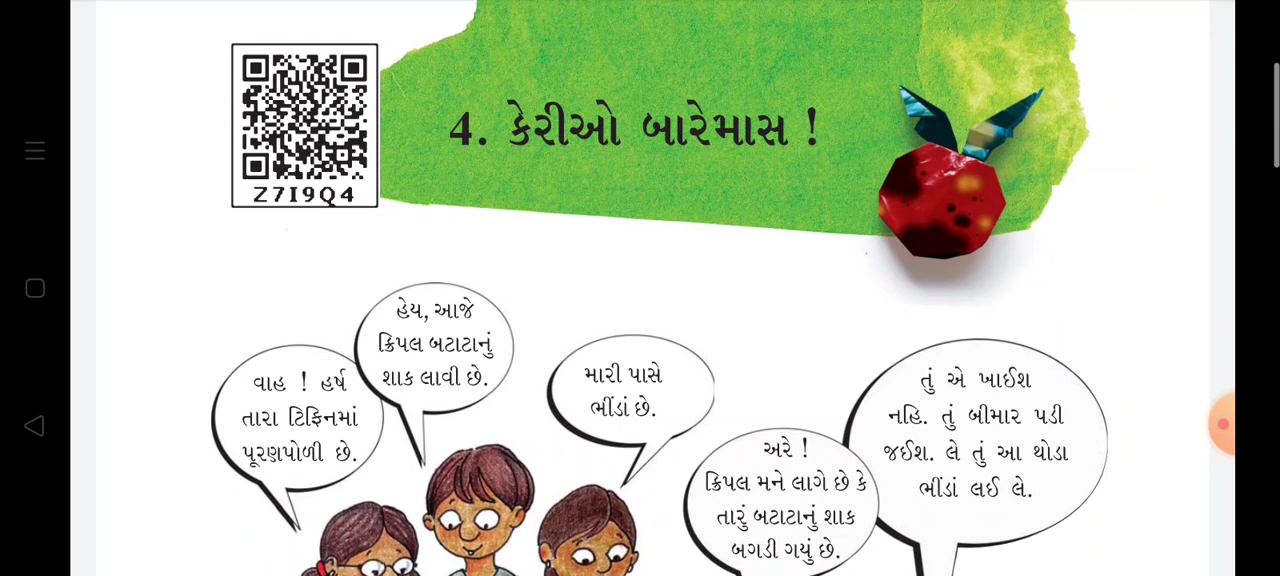 Z7I9Q4
4. કેરીઓ બારેમાસ !
વાહ ! હર્ષ
તારા ટિફિનમાં
પૂરણપોળી છે.
હેય, આજે
ક્રિપલ બટાટાનું
શાક લાવી છે.
મારી પાસે
ભીંડાં છે.
અરે !
ક્રિપલ મને લાગે છે કે
તારું બટાટાનું શાક
બગડી ગયું છે.
તું એ ખાઈશ
નહિ. તું બીમાર પડી
જઈશ. લે તું આ થોડા
ભીંડાં લઈ લે.